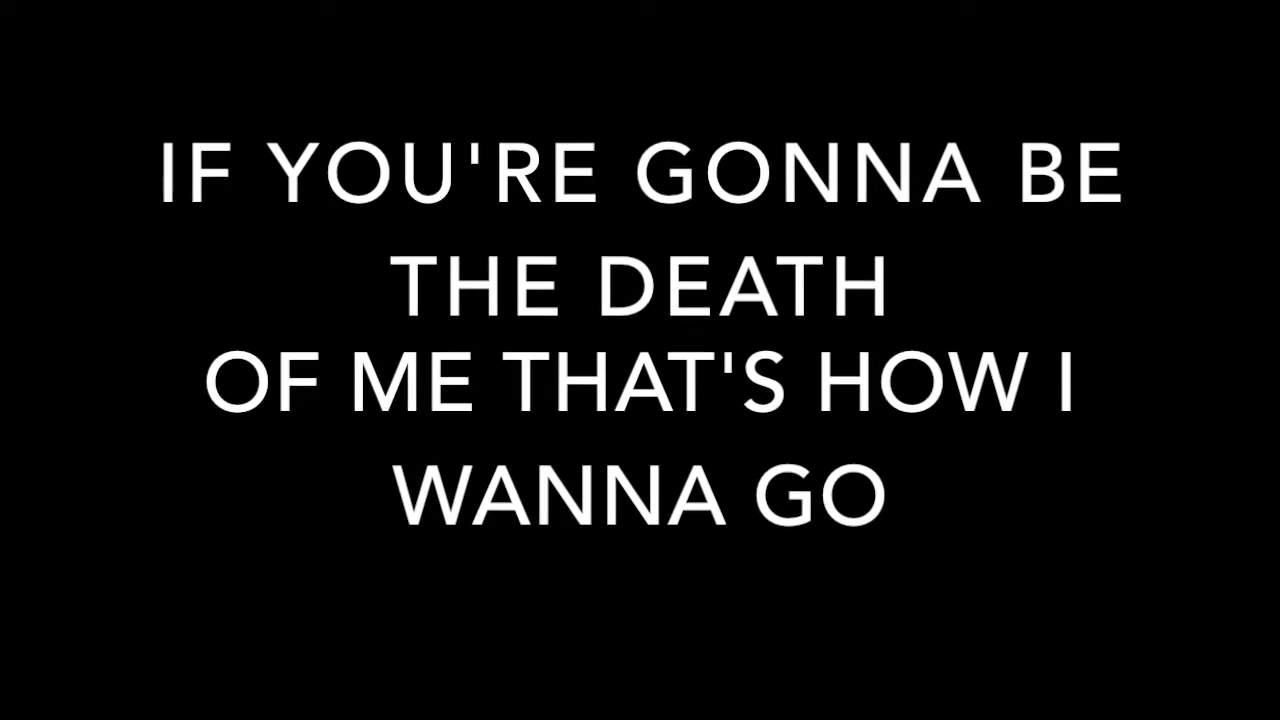 IF YOU'RE GONNA BE
THE DEATH
OF ME THAT'S HOW I
WANNA GO